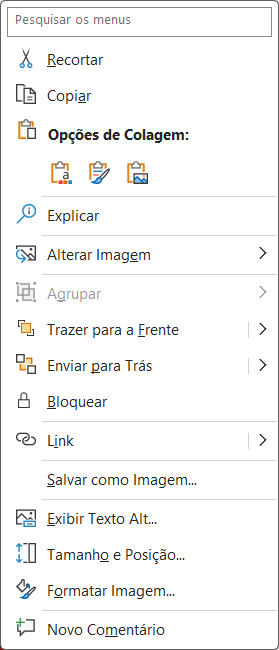 Pesquisar os menus
Recortar
Copiar
Opções de Colagem:
a
Explicar
Alterar Imagem
Agrupar
Trazer para a Frente
Enviar para Trás
Bloquear
Link
Salvar como Imagem...
Exibir Texto Alt...
Tamanho e Posição...
Formatar Imagem...
Novo Comentário